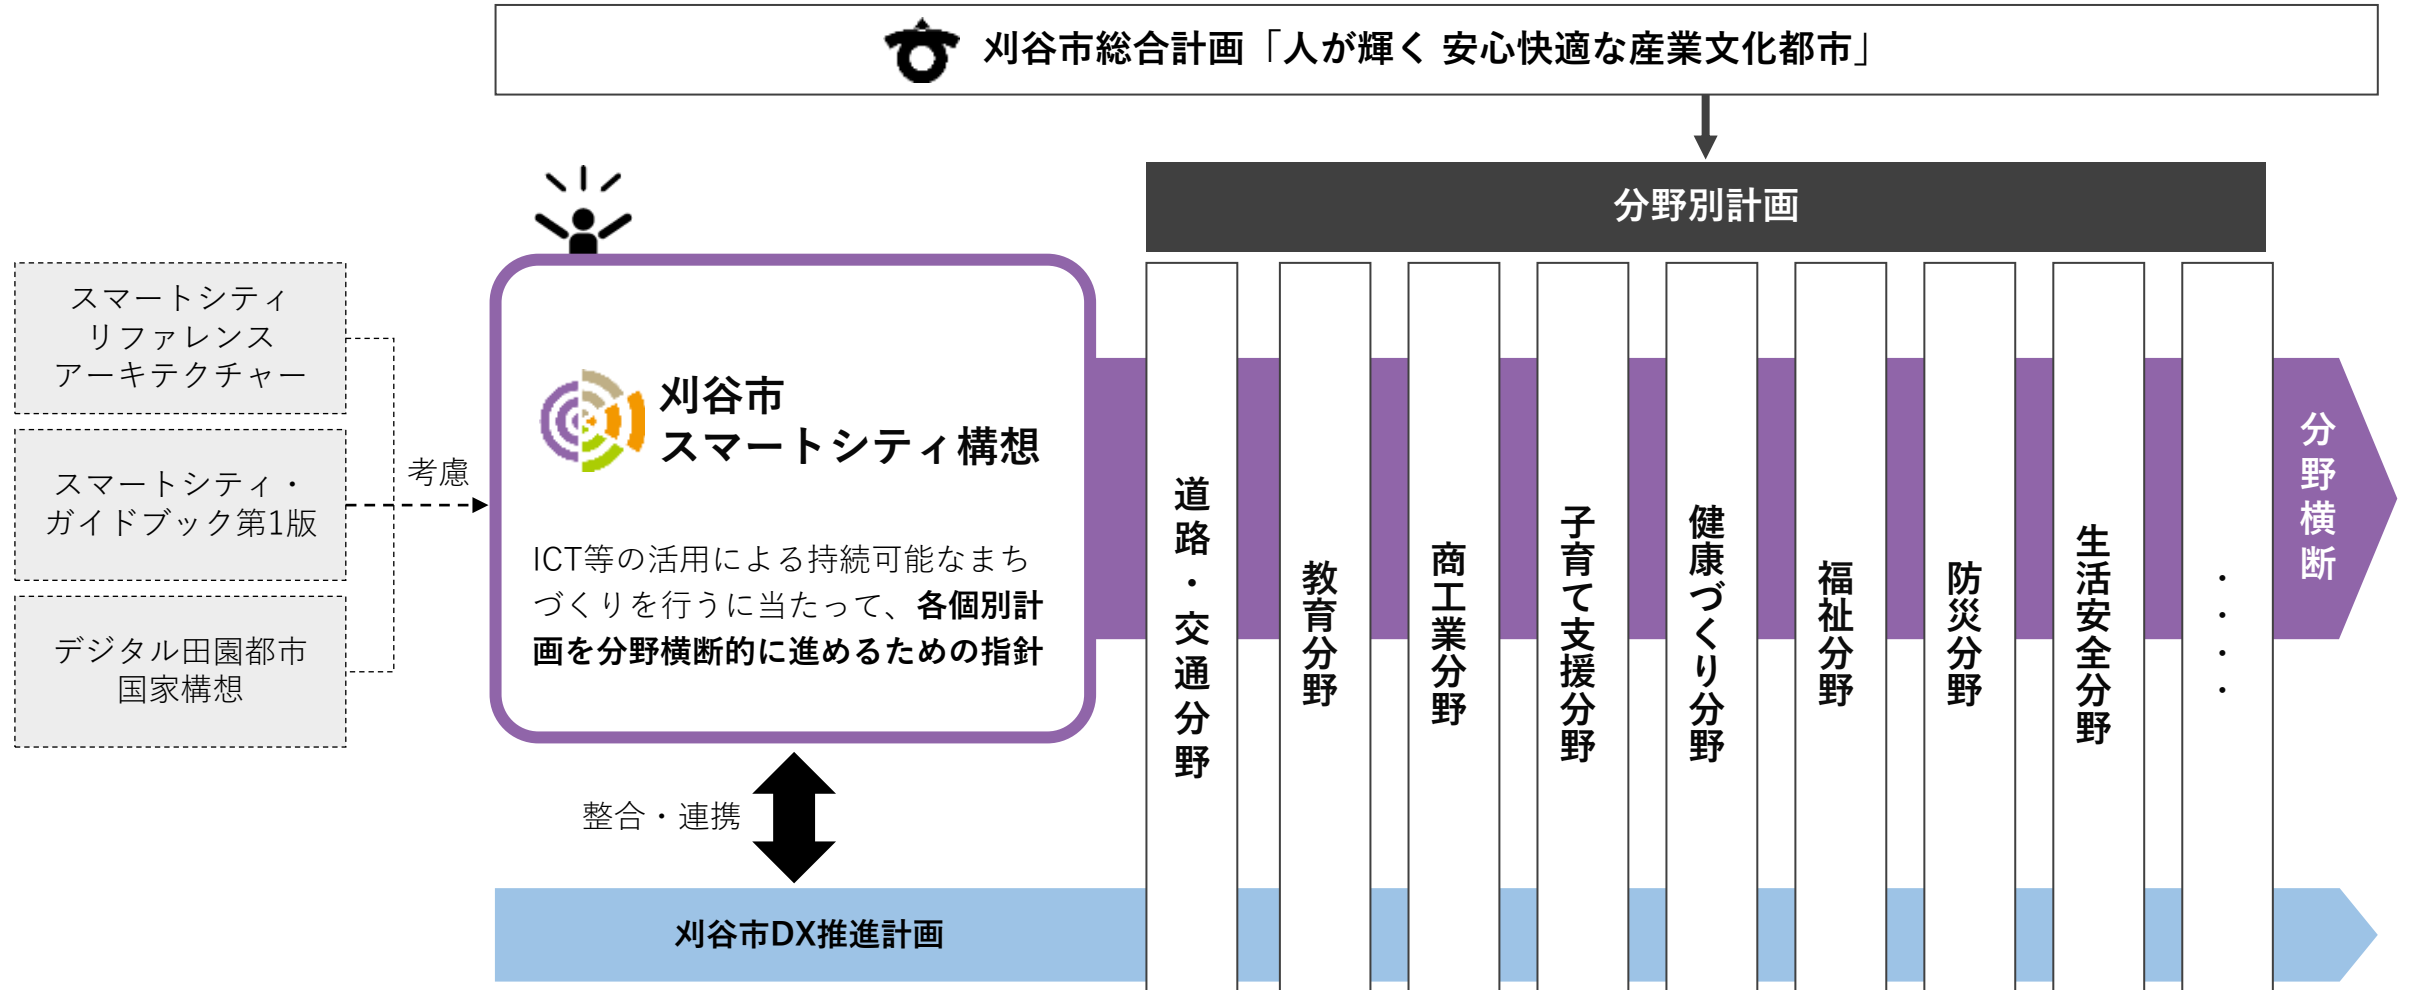 刈谷市総合計画「人が輝く 安心快適な産業文化都市」
分野別計画
スマートシティ
リファレンス
アーキテクチャー
スマートシティ・
ガイドブック第1版
デジタル田園都市
国家構想
考慮
刈谷市
スマートシティ構想
ICT等の活用による持続可能なまち
づくりを行うに当たって、各個別計
画を分野横断的に進めるための指針
整合・連携
刈谷市DX推進計画
道路・交通分野
教育分野
商工業分野
子育て支援分野
健康づくり分野
福祉分野
防災分野
生活安全分野
・・・・
分野横断